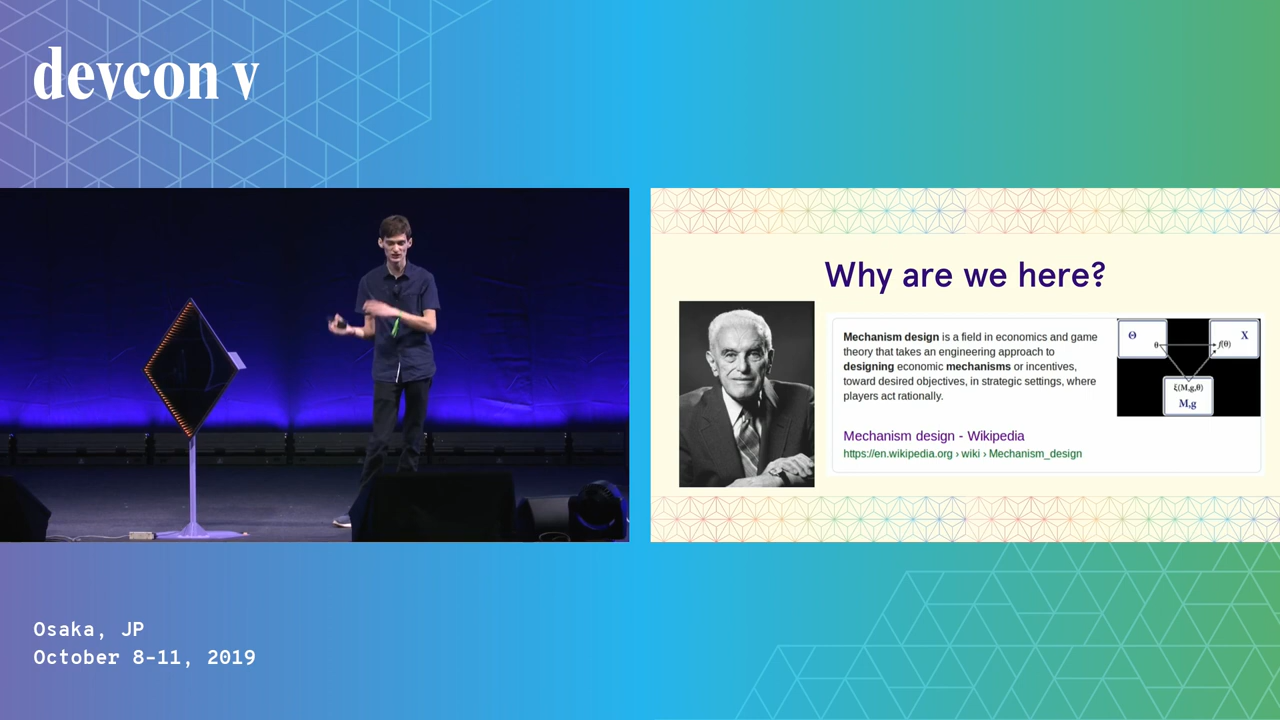 devcon v
Why are we here?
Mechanism design is a field in economics and game
theory that takes an engineering approach to
designing economic mechanisms or incentives,
toward desired objectives, in strategic settings, where
players act rationally.
Mechanism design - Wikipedia
https://en.wikipedia.org › wiki › Mechanism_design
Θ
X
θ
f(θ)
ξ(M,g,θ)
M,g
Osaka, JP
October 8-11, 2019